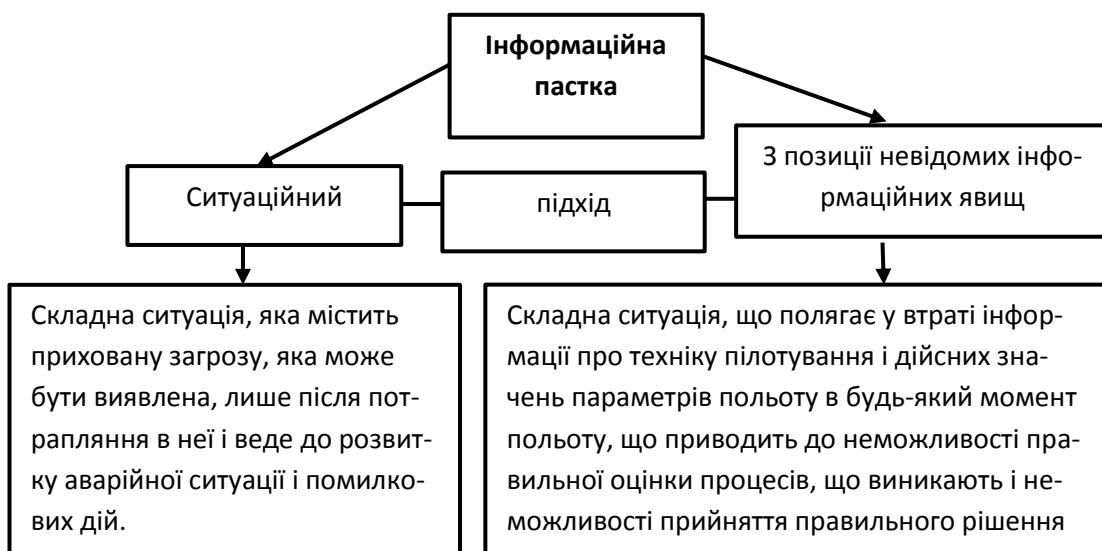 Інформаційна
пастка
Ситуаційний
підхід
З позиції невідомих інфо-
рмаційних явищ
Складна ситуація, яка містить
приховану загрозу, яка може
бути виявлена, лише після пот-
рапляння в неї і веде до розвит-
ку аварійної ситуації і помилко-
вих дій.
Складна ситуація, що полягає у втраті інфор-
мації про техніку пілотування і дійсних зна-
чень параметрів польоту в будь-який момент
польоту, що приводить до неможливості пра-
вильної оцінки процесів, що виникають і не-
можливості прийняття правильного рішення